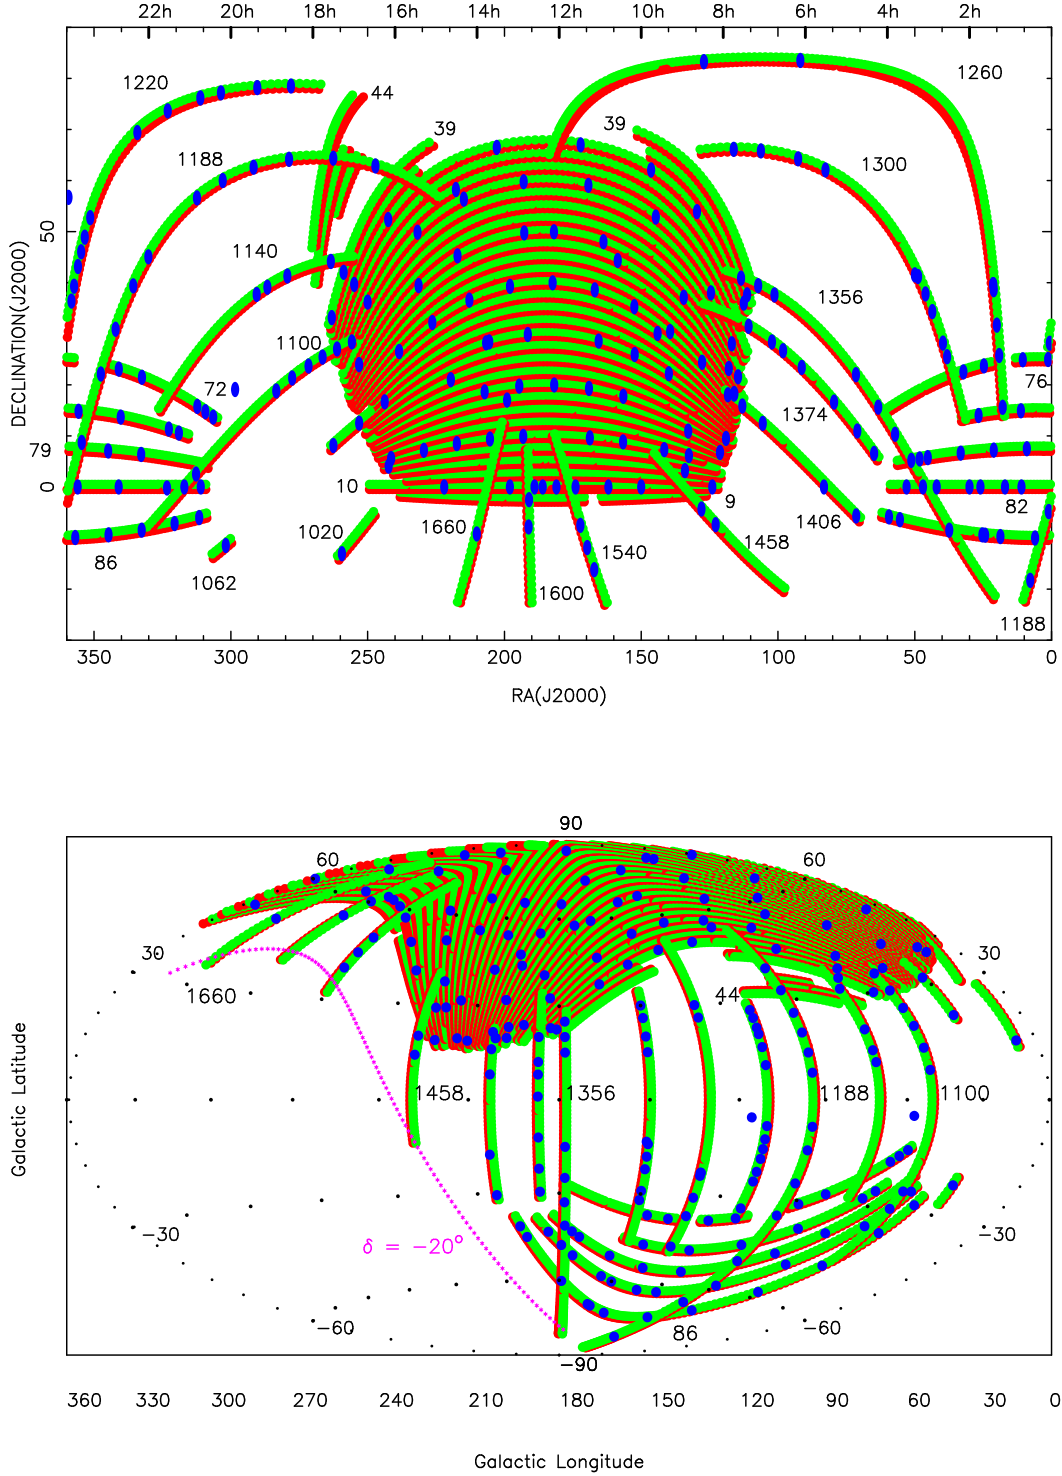 22h 20h 18h 16h 14h 12h 10h 8h 6h 4h 2h
1220 44 1260
39 39
1188 1300
50
1140
1356
1100
72 76
1374
79
0
10 9 82
1020 1660 1406
1540 1458
86
1062 1600
1188
DECLINATION(J2000)
350 300 250 200 150 100 50 0
RA(J2000)
90
60 60
30 30
1660 44
1458 1356 1188 1100
−30 δ = −20° −30
−60 86 −60
−90
Galactic Latitude
360 330 300 270 240 210 180 150 120 90 60 30 0
Galactic Longitude